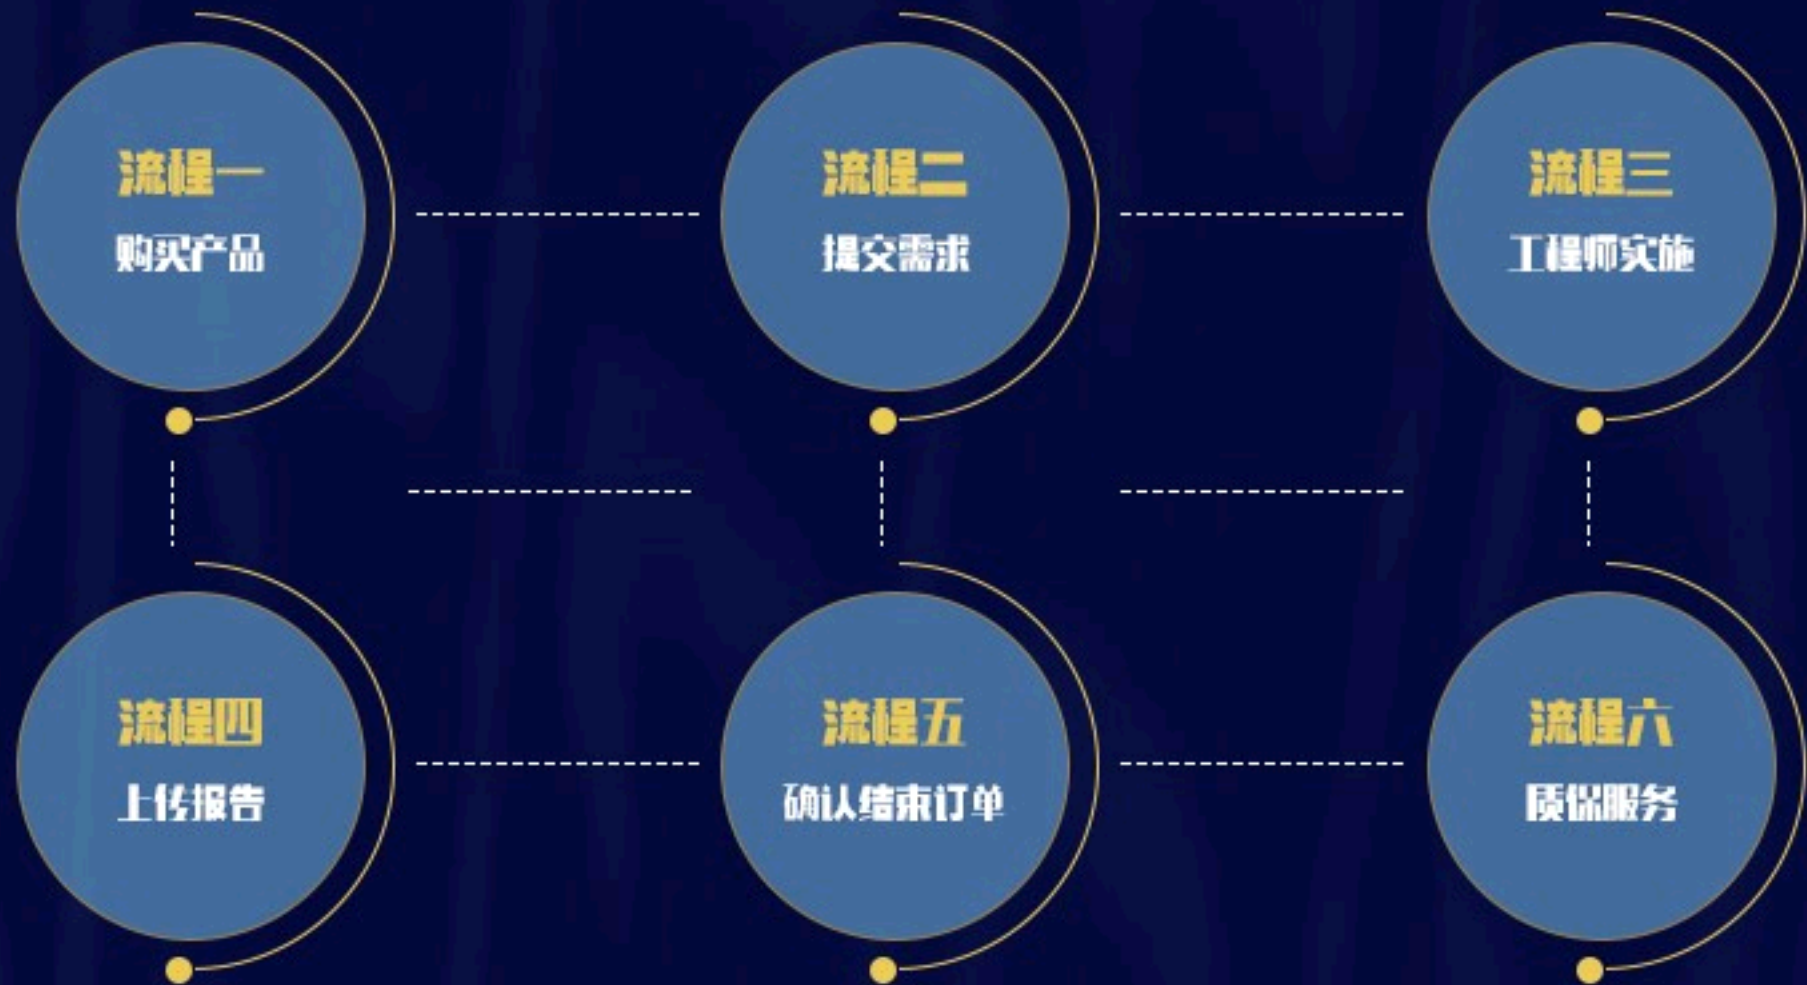 流程一
购买产品
流程二
提交需求
流程三
工程师实施
流程四
上传报告
流程五
确认结束订单
流程六
质保服务